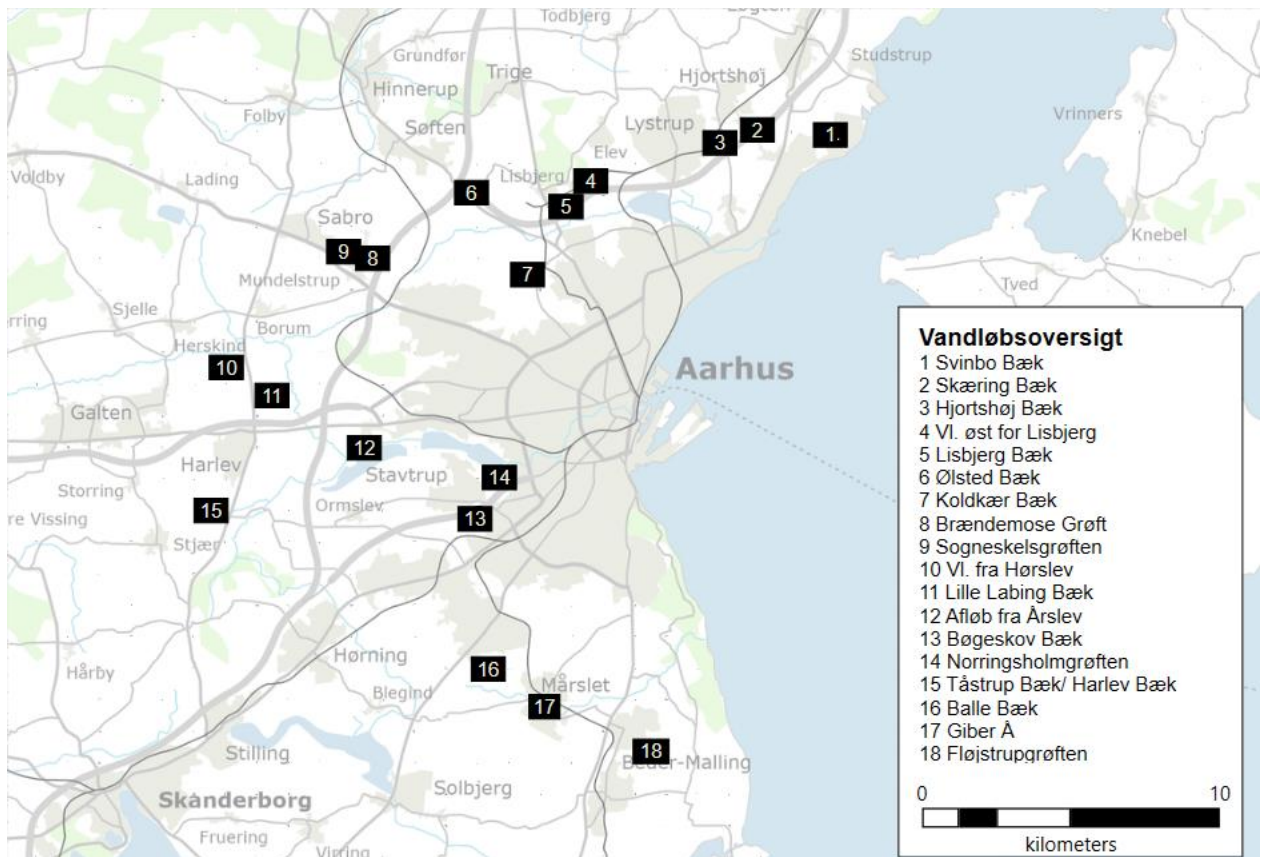 Todbjerg
Løgten
Grundfør
Trige
Hjortshøj
Studstrup
Hinnerup
Folby
Søften
Lystrup
Vrinners
2
1.
3
Elev
Voldby
Lading
Lisbjerg
4
6
5
Sabro
Knebel
9
8
7
Mundelstrup
Tved
Sjelle
Borum
Herskind
10
Aarhus
11
Galten
12
Harlev
Stavtrup
14
Storring
Ormslev
15
13
re Vissing
Stjær
Hørning
16
Hårby
Blegind
Mårslet
17
Stilling
18
Beder-Malling
Solbjerg
Skanderborg
Fruering
Virring
Vandløbsoversigt
1 Svinbo Bæk
2 Skæring Bæk
3 Hjortshøj Bæk
4 Vl. øst for Lisbjerg
5 Lisbjerg Bæk
6 Ølsted Bæk
7 Koldkær Bæk
8 Brændemose Grøft
9 Sogneskelsgrøften
10 Vl. fra Hørslev
11 Lille Labing Bæk
12 Afløb fra Årslev
13 Bøgeskov Bæk
14 Norringsholmgrøften
15 Tåstrup Bæk/ Harlev Bæk
16 Balle Bæk
17 Giber Å
18 Fløjstrupgrøften
0 10
kilometers